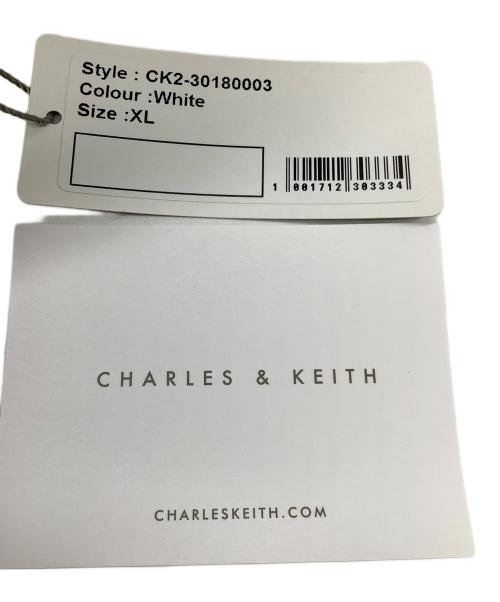 Style : CK2-30180003
Colour :White
Size :XL
1 001712 303334
CHARLES & KEITH
CHARLESKEITH.COM